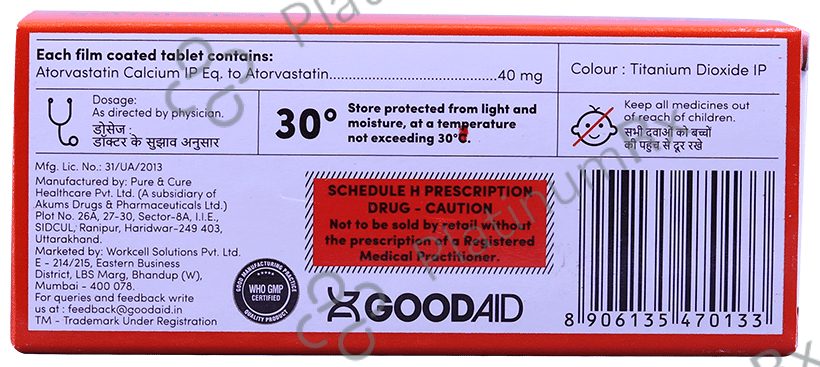 Each film coated tablet contains:
Atorvastatin Calcium IP Eq. to Atorvastatin..........................................40 mg
Colour : Titanium Dioxide IP
Dosage:
As directed by physician.
डोसेज :
डॉक्टर के सुझाव अनुसार
30°
Store protected from light and
moisture, at a temperature
not exceeding 30°C.
Keep all medicines out
of reach of children.
सभी दवाओं को बच्चों
की पहुंच से दूर रखे
Mfg. Lic. No.: 31/UA/2013
Manufactured by: Pure & Cure
Healthcare Pvt. Ltd. (A subsidiary of
Akums Drugs & Pharmaceuticals Ltd.)
Plot No. 26A, 27-30, Sector-8A, I.I.E.,
SIDCUL, Ranipur, Haridwar-249 403,
Uttarakhand.
Marketed by: Workcell Solutions Pvt. Ltd.
E - 214/215, Eastern Business
District, LBS Marg, Bhandup (W),
Mumbai - 400 078.
For queries and feedback write
us at : feedback@goodaid.in
TM - Trademark Under Registration
GOOD MANUFACTURING PRACTICE
WHO GMP
CERTIFIED
QUALITY PRODUCT
SCHEDULE H PRESCRIPTION
DRUG - CAUTION
Not to be sold by retail without
the prescription of a Registered
Medical Practitioner.
GOODAID
8 906135 470133
PlatinumRx